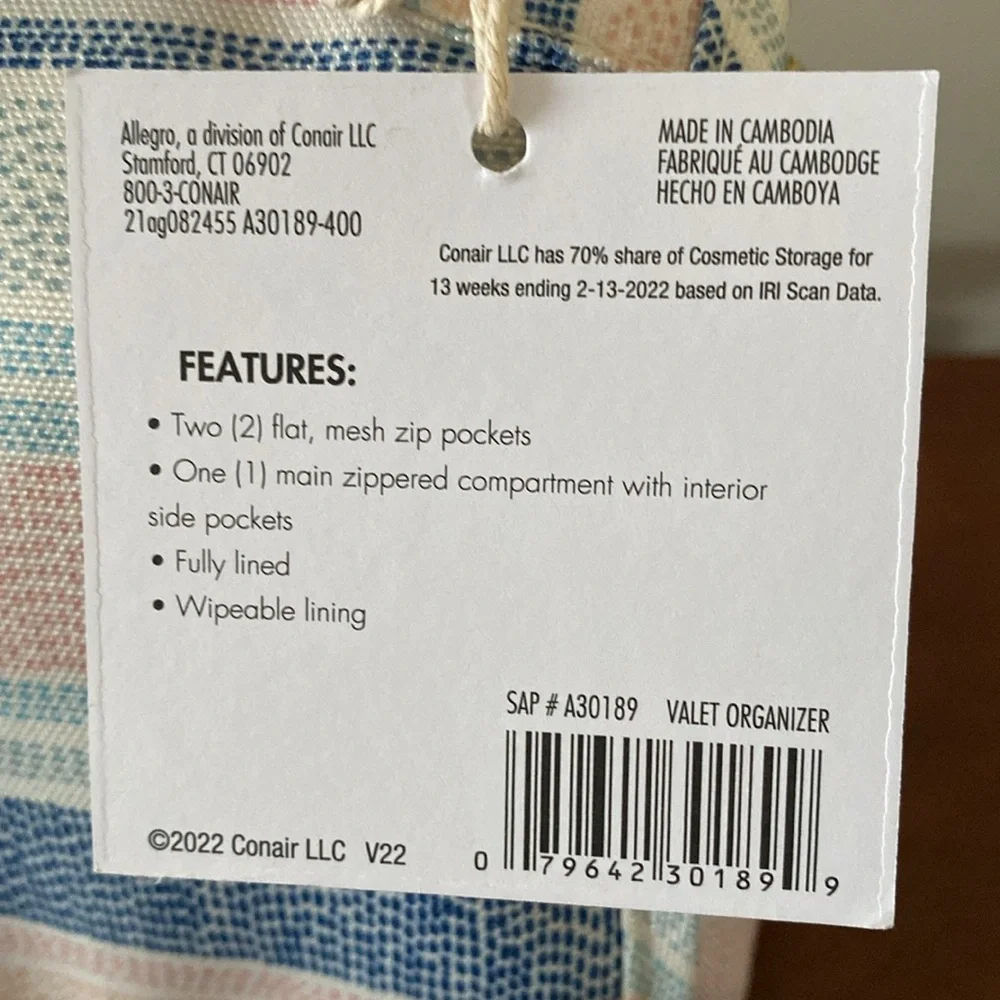 Allegro, a division of Conair LLC
Stamford, CT 06902
800-3-CONAIR
21ag082455 A30189-400
MADE IN CAMBODIA
FABRIQUÉ AU CAMBODGE
HECHO EN CAMBOYA
Conair LLC has 70% share of Cosmetic Storage for
13 weeks ending 2-13-2022 based on IRI Scan Data.
FEATURES:
• Two (2) flat, mesh zip pockets
• One (1) main zippered compartment with interior
side pockets
• Fully lined
• Wipeable lining
SAP # A30189 VALET ORGANIZER
©2022 Conair LLC V22
0 79642 30189 9